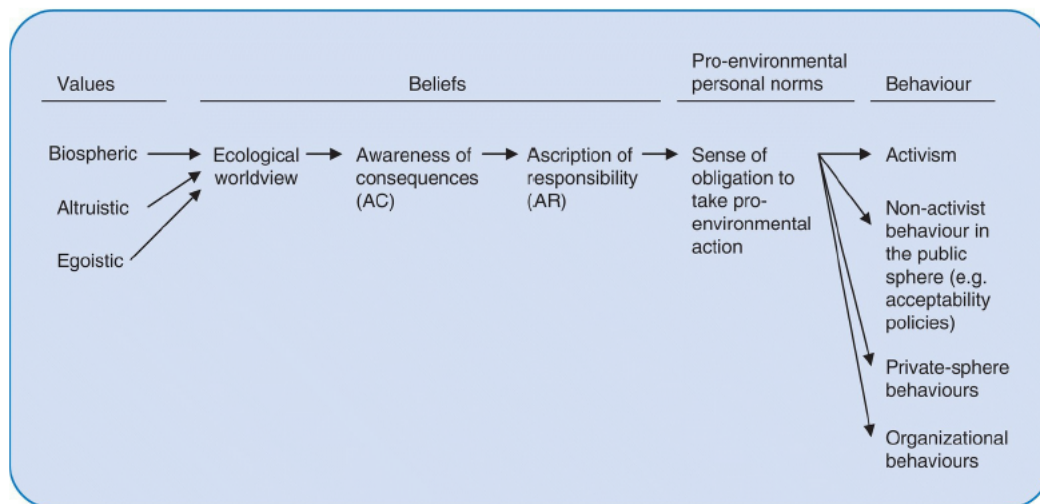 Values
Beliefs
Pro-environmental
personal norms
Behaviour
Biospheric
Altruistic
Egoistic
Ecological
worldview
Awareness of
consequences
(AC)
Ascription of
responsibility
(AR)
Sense of
obligation to
take pro-
environmental
action
Activism
Non-activist
behaviour in
the public
sphere (e.g.
acceptability
policies)
Private-sphere
behaviours
Organizational
behaviours